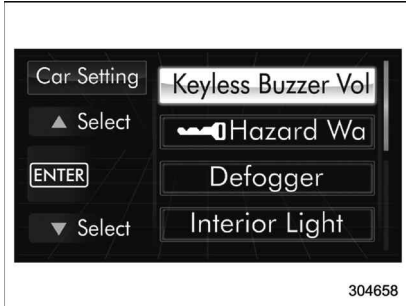 Car Setting
Keyless Buzzer Vol
▲ Select
Hazard Wa
ENTER
Defogger
▼ Select
Interior Light
304658